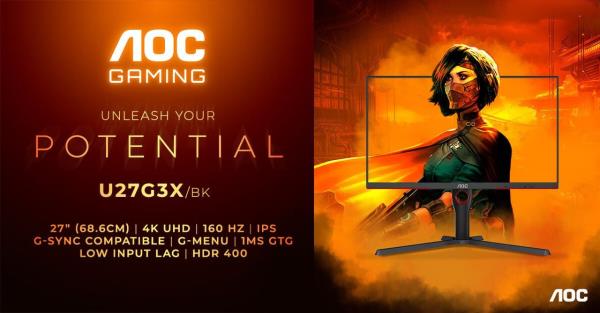 AOC
GAMING
UNLEASH YOUR
POTENTIAL
U27G3X/BK
27" (68.6CM) | 4K UHD | 160 HZ | IPS
G-SYNC COMPATIBLE | G-MENU | 1MS GTG
LOW INPUT LAG | HDR 400
AOC
AOC